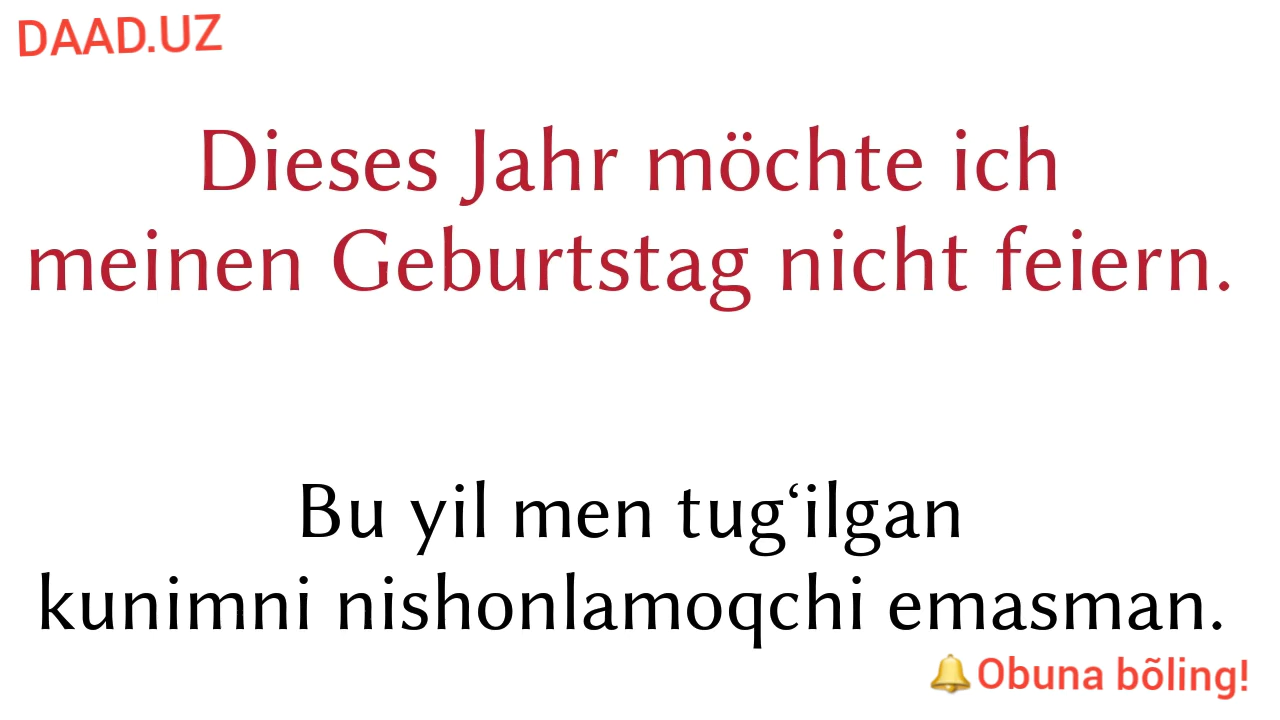 DAAD.UZ
Dieses Jahr möchte ich
meinen Geburtstag nicht feiern.
Bu yil men tug‘ilgan
kunimni nishonlamoqchi emasman.
🔔Obuna bõling!